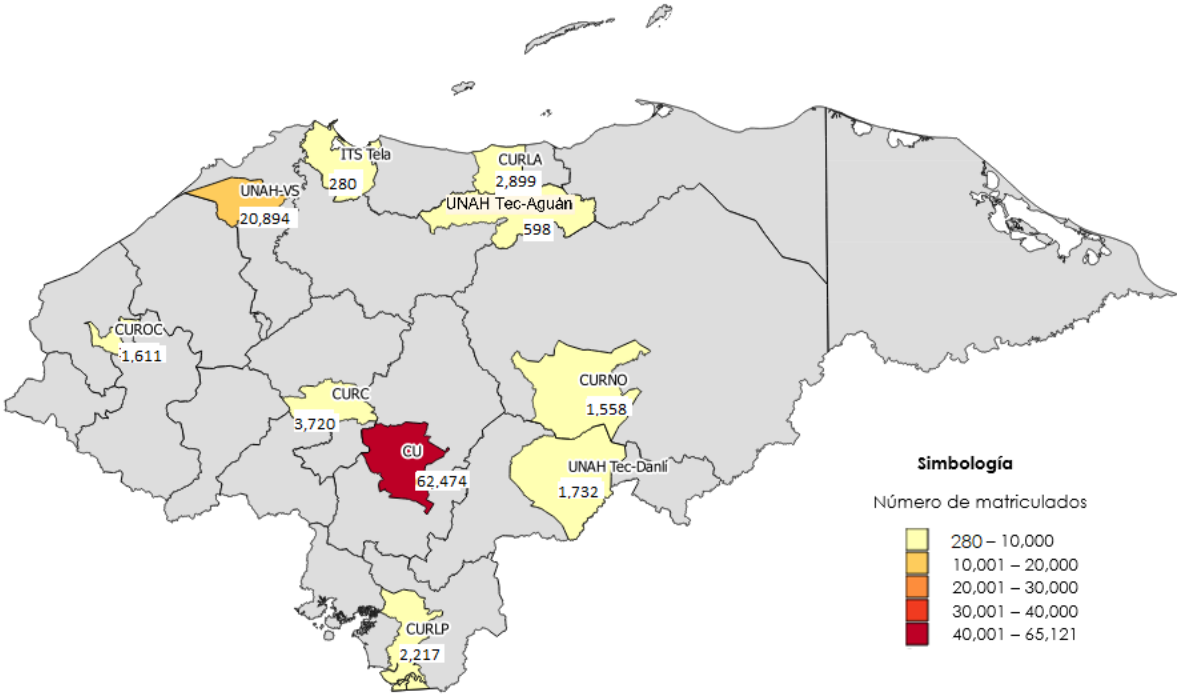 ITS Tela
280
CURLA
2,899
UNAH-VS
20,894
UNAH Tec-Aguán
598
CUROC
1,611
CURNO
1,558
CURC
3,720
CU
62,474
UNAH Tec-Danlí
1,732
CURLP
2,217
Simbología
Número de matriculados
280 – 10,000
10,001 – 20,000
20,001 – 30,000
30,001 – 40,000
40,001 – 65,121